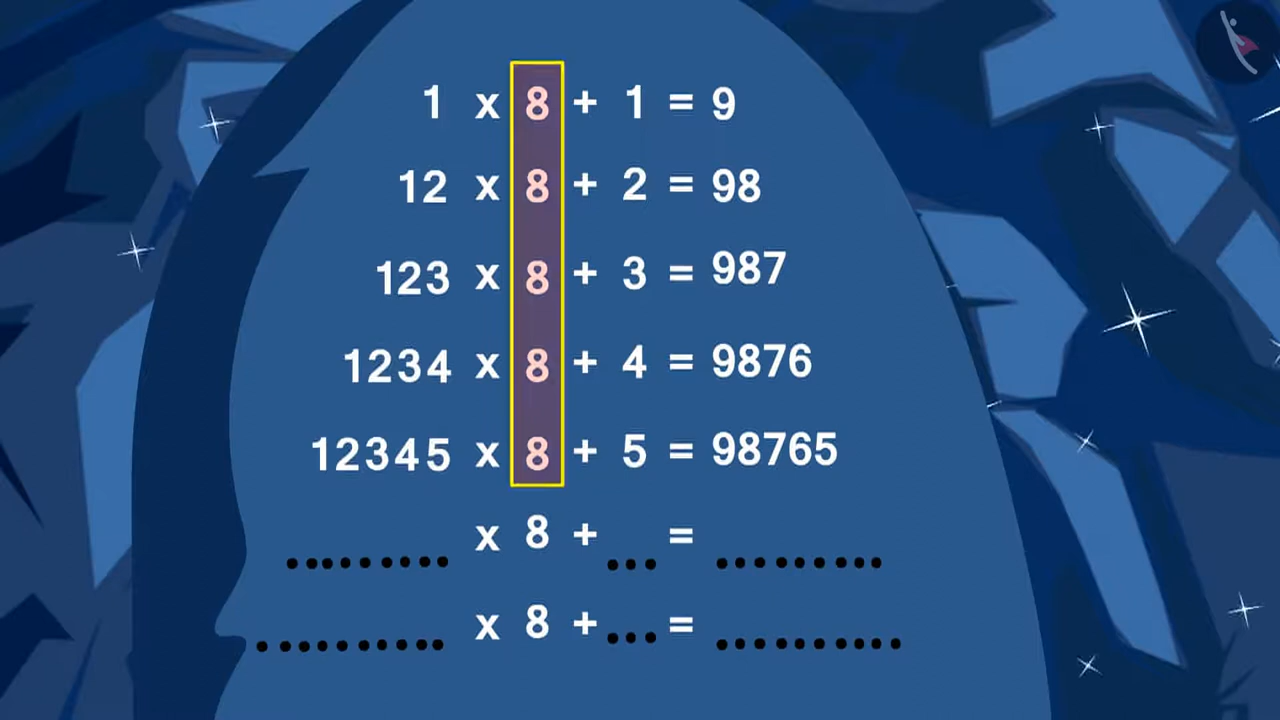 1 x 8 + 1 = 9
12 x 8 + 2 = 98
123 x 8 + 3 = 987
1234 x 8 + 4 = 9876
12345 x 8 + 5 = 98765
......... x 8 + ... = .........
.......... x 8 + ... = ..........